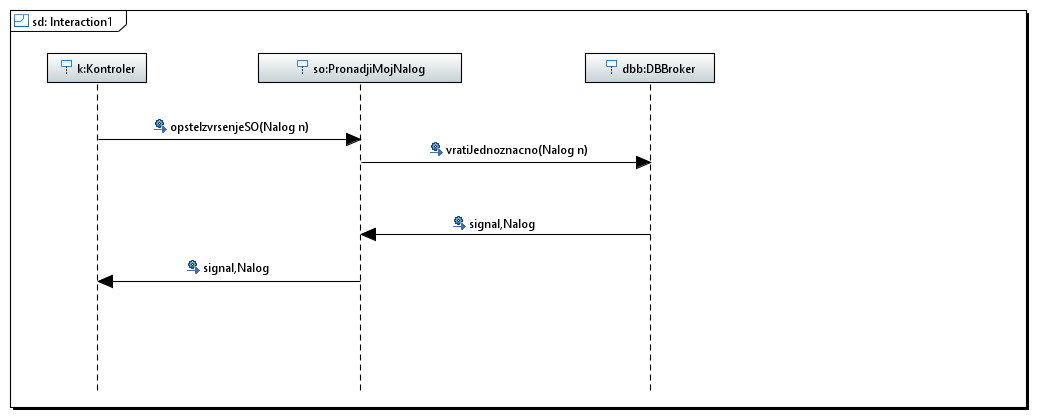 sd: Interaction1
k:Kontroler
so:PronadjiMojNalog
dbb:DBBroker
opsteIzvrsenjeSO(Nalog n)
vratiJednoznacno(Nalog n)
signal,Nalog
signal,Nalog